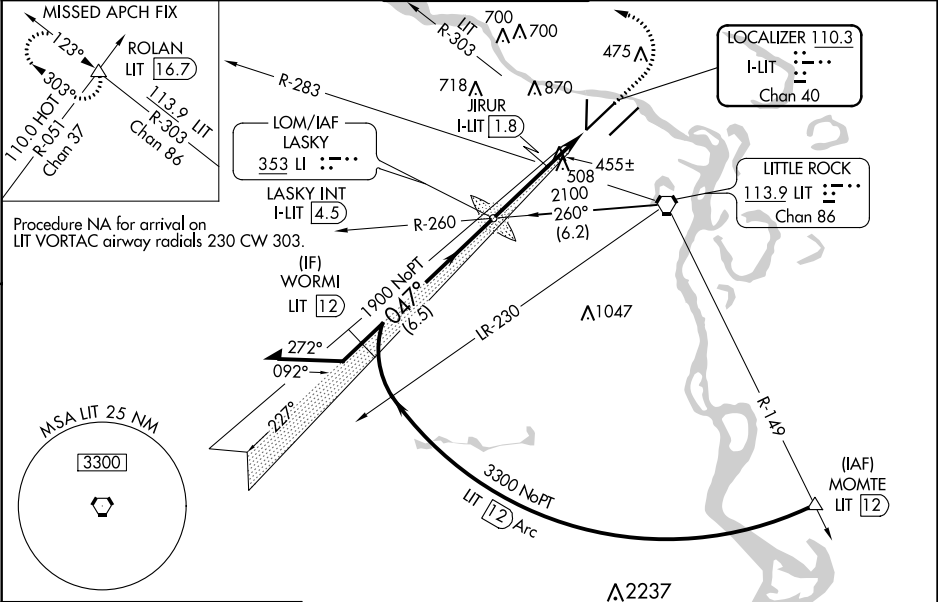 MISSED APCH FIX
123°
ROLAN
LIT 16.7
303°
110.0 HOT
R-051
Chan 37
113.9 LIT
R-303
Chan 86
LIT
R-303
700
700
475
718
870
LOCALIZER 110.3
I-LIT
Chan 40
R-283
JIRUR
I-LIT 1.8
LOM/IAF
LASKY
353 LI
LASKY INT
I-LIT 4.5
455±
508
2100
260°
(6.2)
R-260
LITTLE ROCK
113.9 LIT
Chan 86
Procedure NA for arrival on
LIT VORTAC airway radials 230 CW 303.
(IF)
WORMI
LIT 12
1900 NoPT
047°
(6.5)
LR-230
1047
272°
092°
227°
R-149
MSA LIT 25 NM
3300
3300 NoPT
LIT 12 Arc
(IAF)
MOMTE
LIT 12
2237